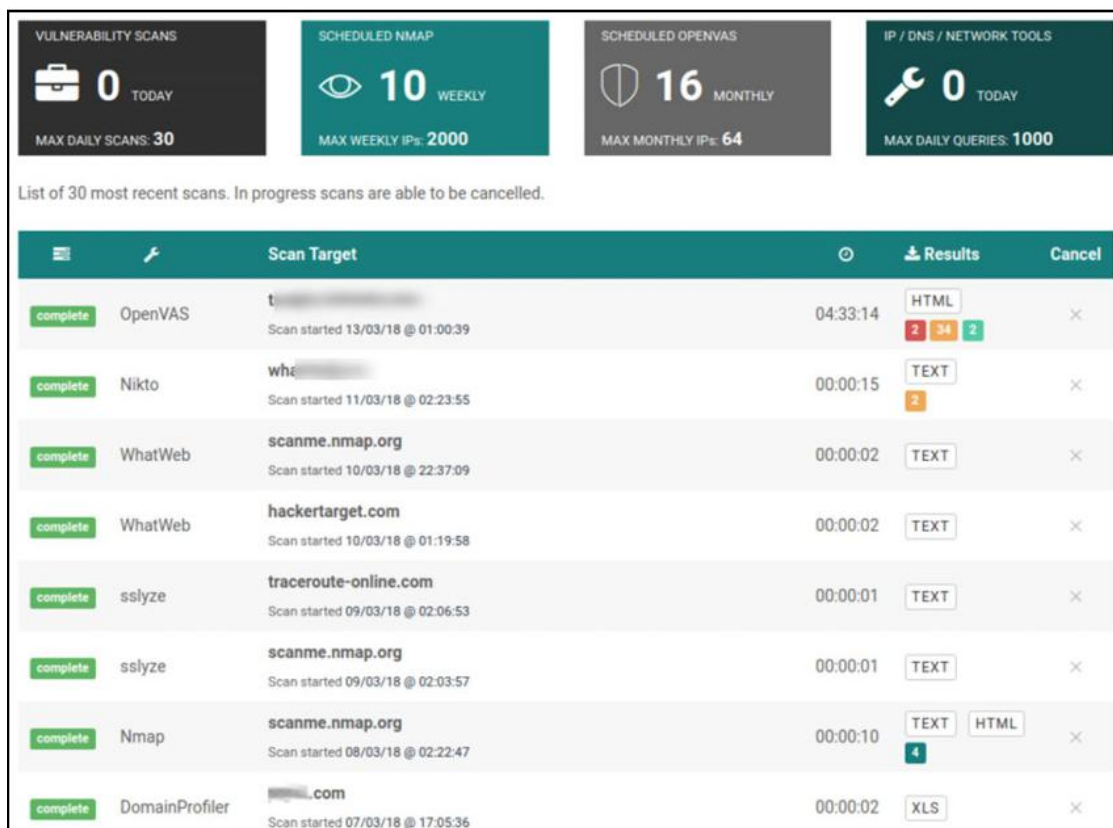 VULNERABILITY SCANS
0 TODAY
MAX DAILY SCANS: 30
SCHEDULED NMAP
10 WEEKLY
MAX WEEKLY IPs: 2000
SCHEDULED OPENVAS
16 MONTHLY
MAX MONTHLY IPs: 64
IP / DNS / NETWORK TOOLS
0 TODAY
MAX DAILY QUERIES: 1000
List of 30 most recent scans. In progress scans are able to be cancelled.
Scan Target Results Cancel
complete OpenVAS 04:33:14 HTML
Scan started 13/03/18 @ 01:00:39
2 34 2
complete Nikto 00:00:15 TEXT
Scan started 11/03/18 @ 02:23:55
2
complete WhatWeb scanme.nmap.org 00:00:02 TEXT
Scan started 10/03/18 @ 22:37:09
complete WhatWeb hackertarget.com 00:00:02 TEXT
Scan started 10/03/18 @ 01:19:58
complete sslyze traceroute-online.com 00:00:01 TEXT
Scan started 09/03/18 @ 02:06:53
complete sslyze scanme.nmap.org 00:00:01 TEXT
Scan started 09/03/18 @ 02:03:57
complete Nmap scanme.nmap.org 00:00:10 TEXT HTML
Scan started 08/03/18 @ 02:22:47
4
complete DomainProfiler .com 00:00:02 XLS
Scan started 07/03/18 @ 17:05:36